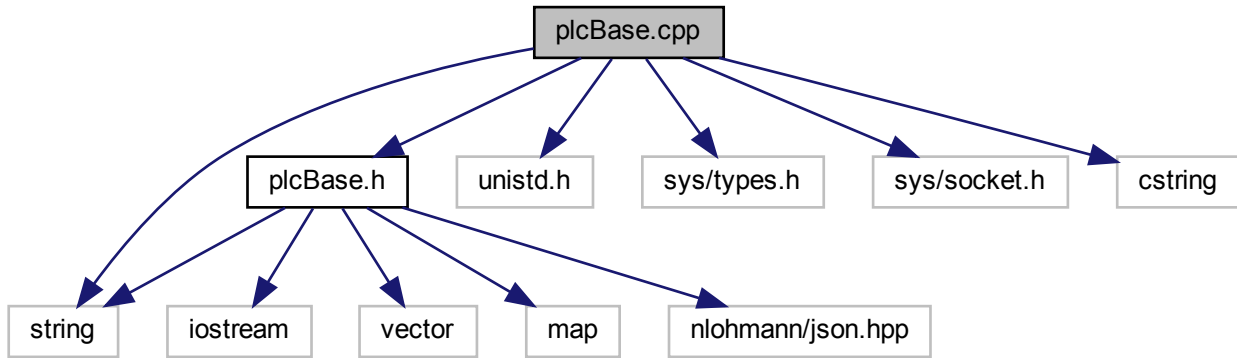 plcBase.cpp
plcBase.h
unistd.h
sys/types.h
sys/socket.h
cstring
string
iostream
vector
map
nlohmann/json.hpp